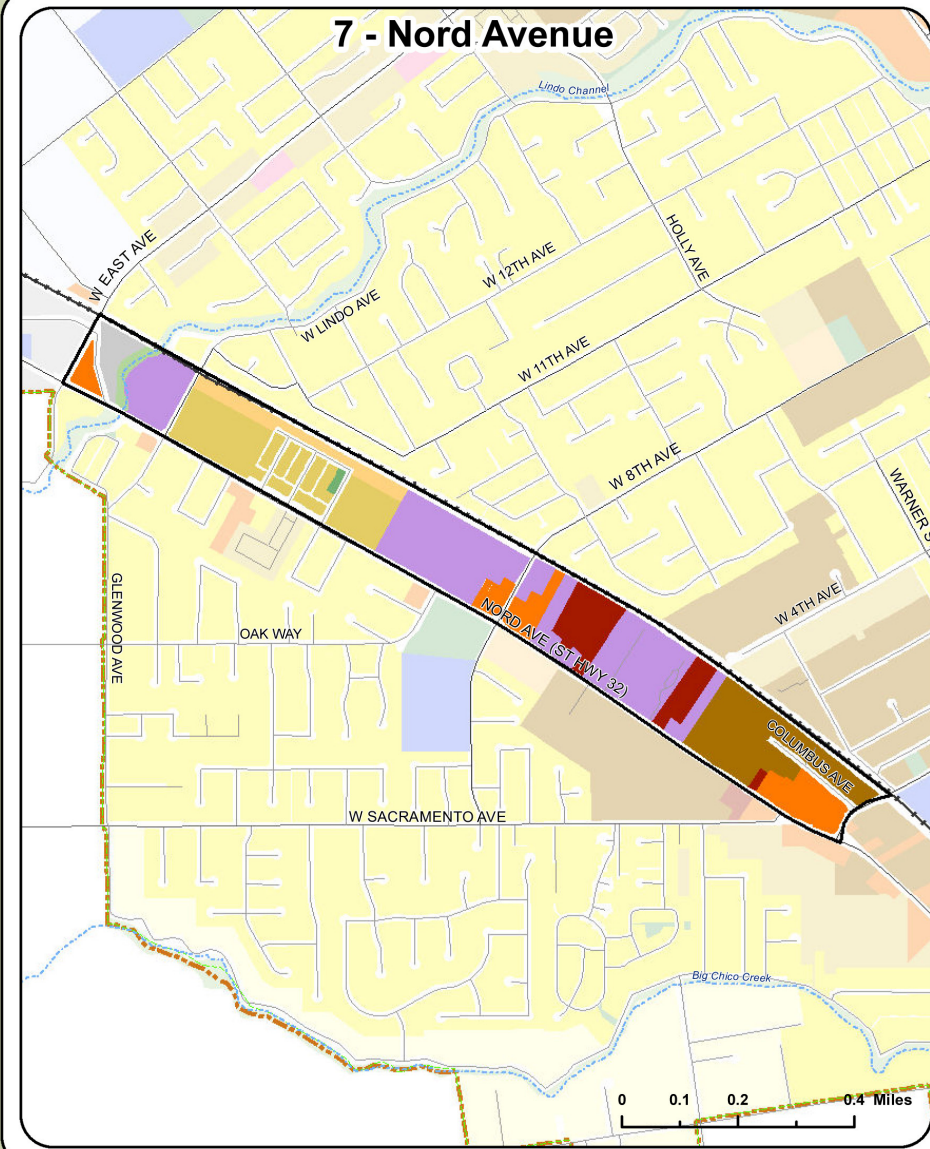 7 - Nord Avenue
Lindo Channel
HOLLY AVE
W EAST AVE
W 12TH AVE
W LINDO AVE
W 11TH AVE
W 8TH AVE
WARNER S
GLENWOOD AVE
W 4TH AVE
NORD AVE (ST HWY 32)
OAK WAY
COLUMBUS AVE
W SACRAMENTO AVE
Big Chico Creek
0 0.1 0.2 0.4 Miles